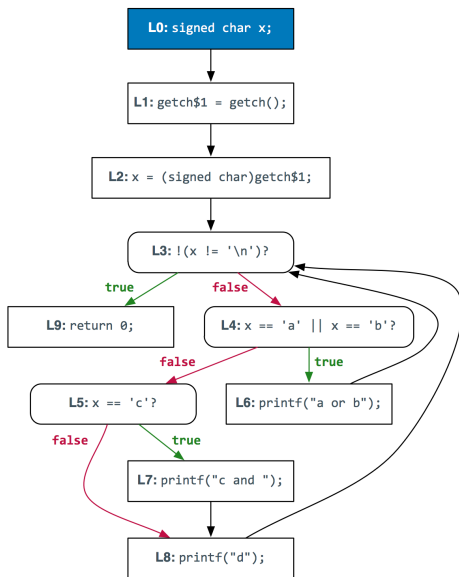 L0: signed char x;
L1: getch$1 = getch();
L2: x = (signed char)getch$1;
L3: !(x != '\n')?
true
false
L9: return 0;
L4: x == 'a' || x == 'b'?
false
true
L5: x == 'c'?
L6: printf("a or b");
false
true
L7: printf("c and ");
L8: printf("d");